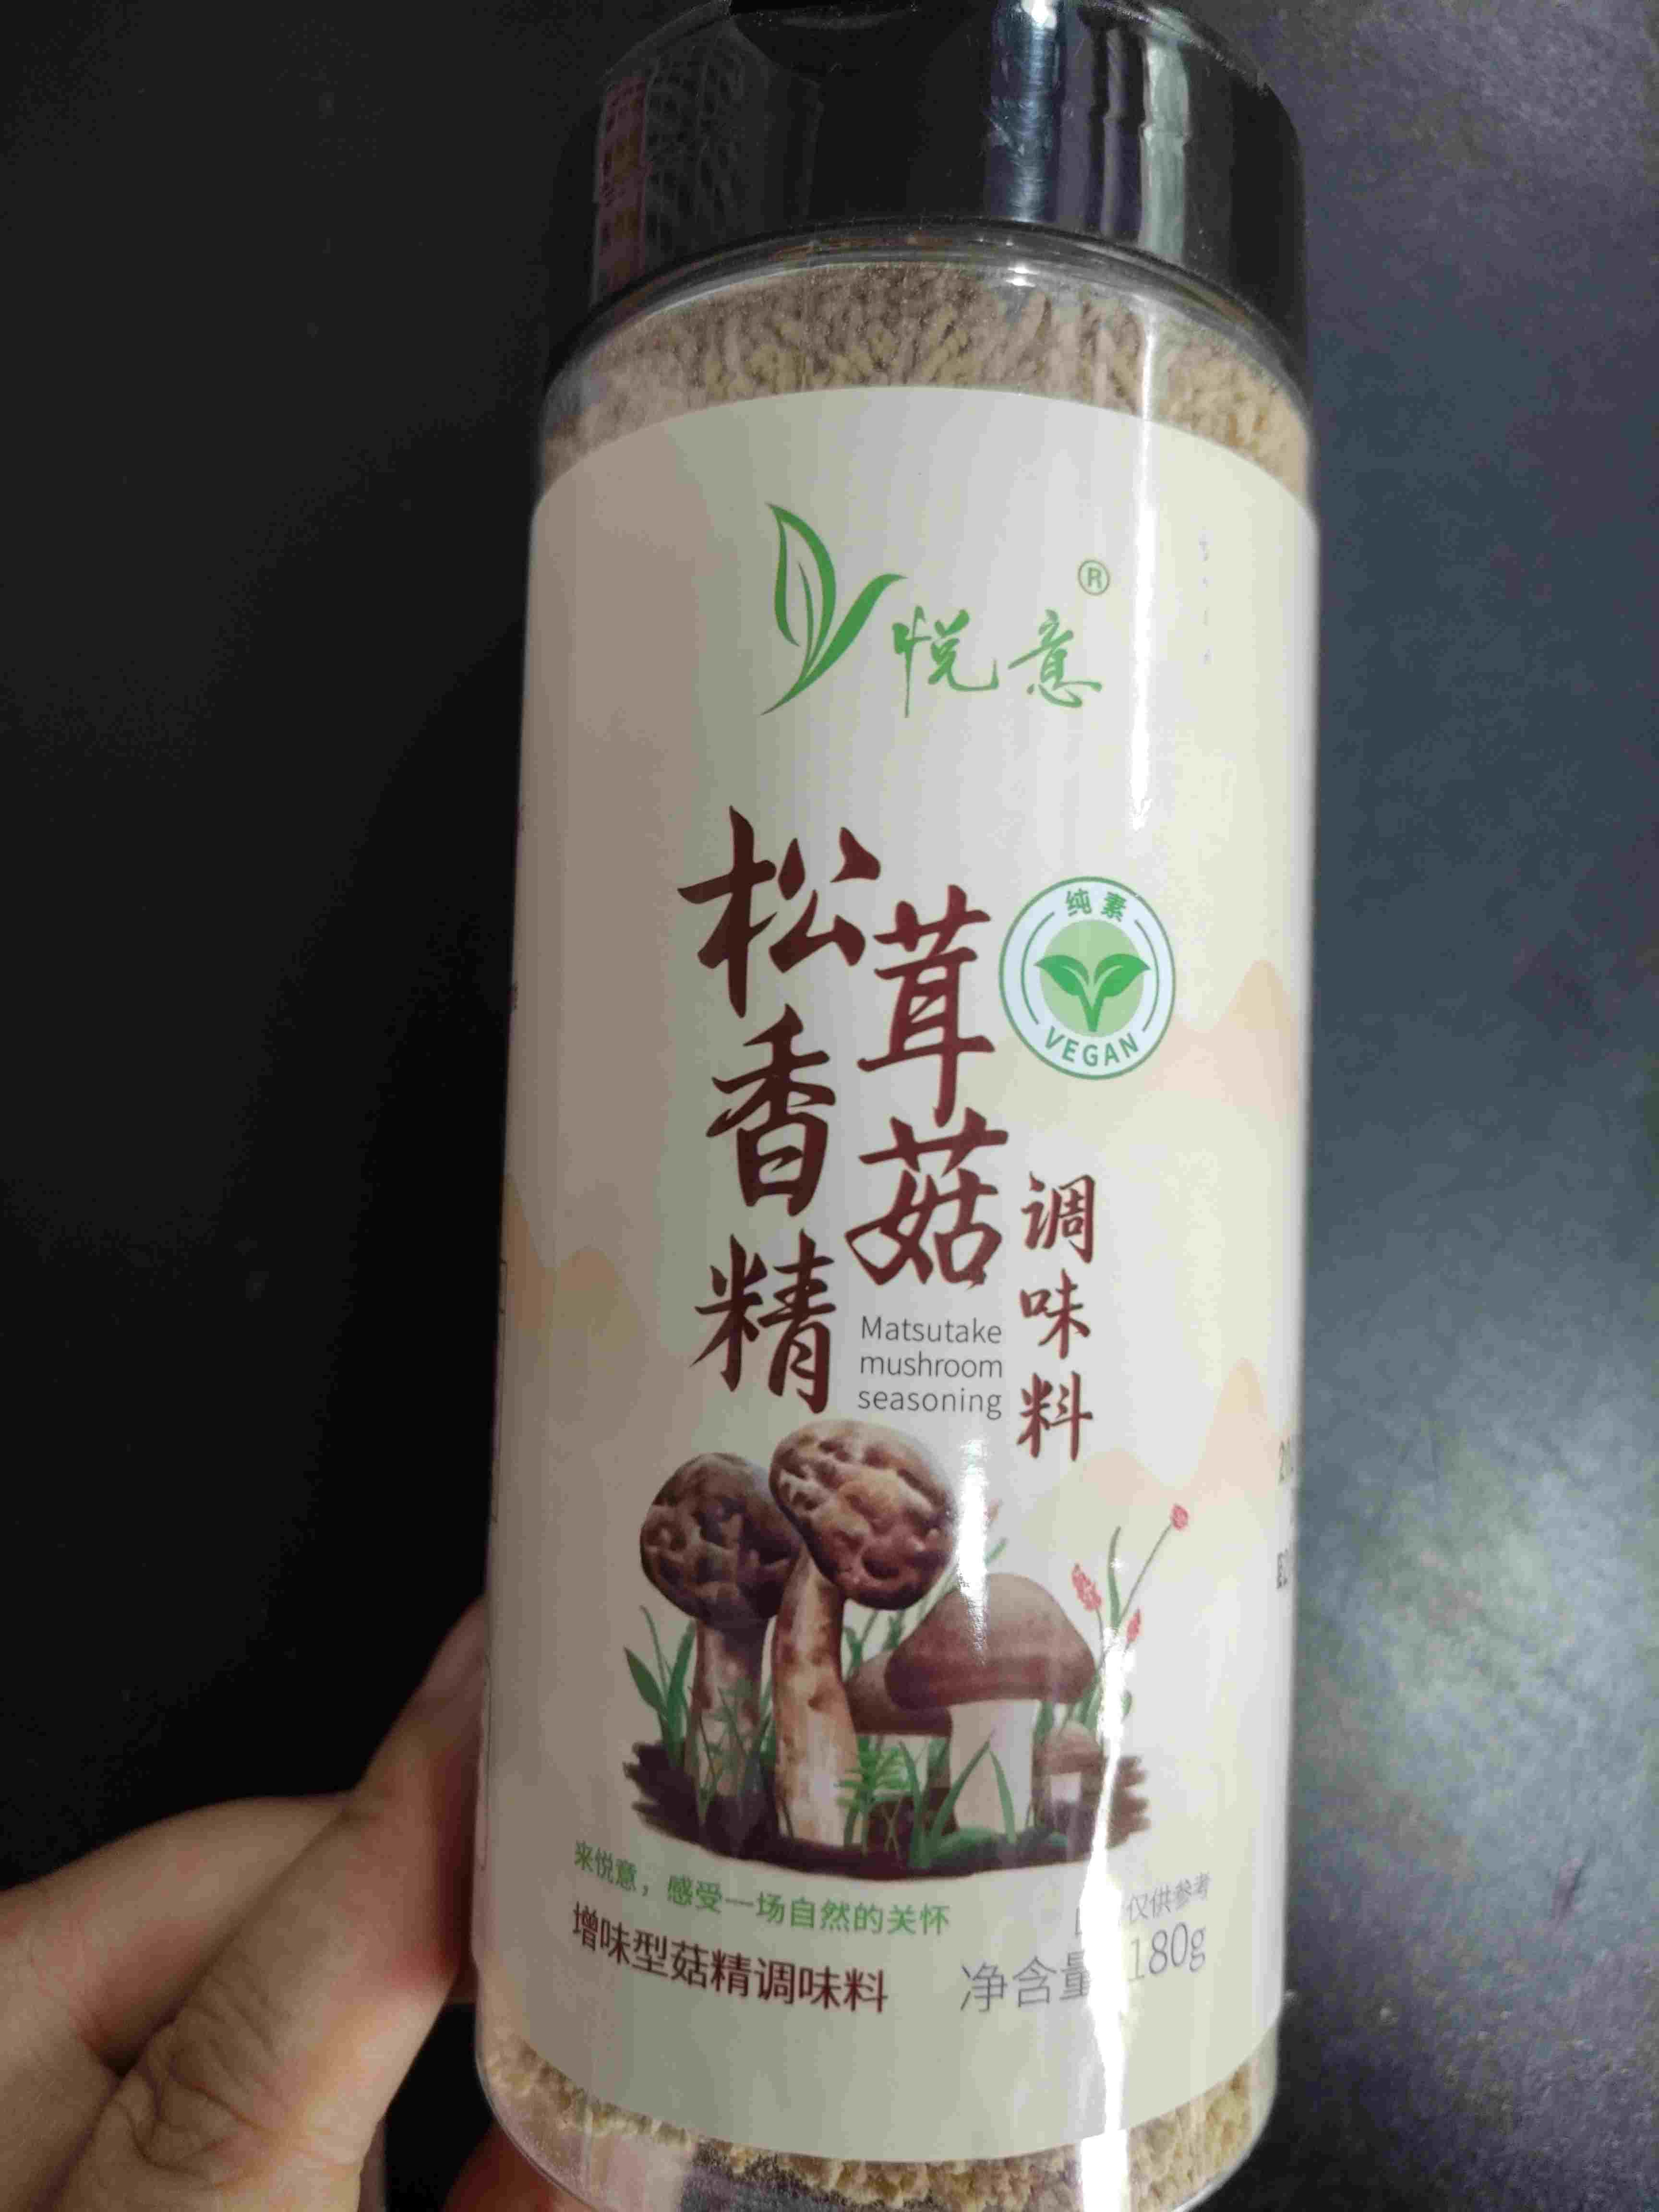 悦意®
松茸
香菇
精
调味料
纯素
VEGAN
Matsutake
mushroom
seasoning
来悦意，感受一场自然的关怀
增味型菇精调味料
仅供参考
净含量
180g